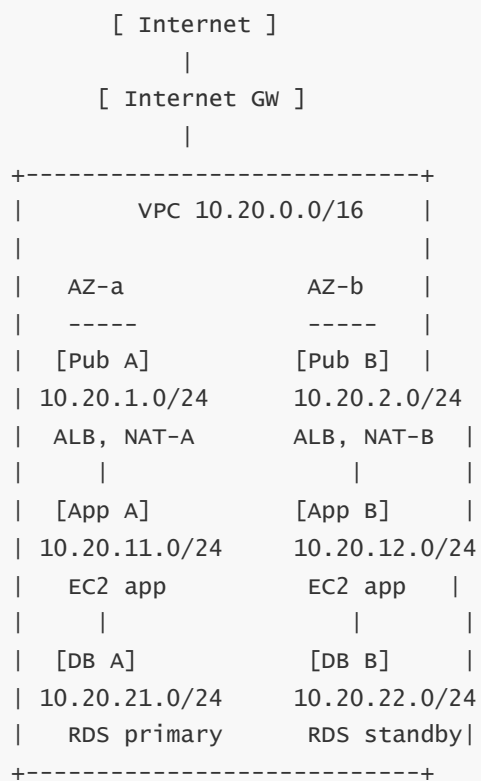 [ Internet ]
|
[ Internet GW ]
|
+----------------------------+
|        VPC 10.20.0.0/16    |
|                            |
|   AZ-a             AZ-b    |
|   -----            -----   |
|  [Pub A]          [Pub B]  |
| 10.20.1.0/24      10.20.2.0/24
|  ALB, NAT-A       ALB, NAT-B  |
|     |                 |       |
|  [App A]          [App B]     |
| 10.20.11.0/24     10.20.12.0/24
|   EC2 app          EC2 app   |
|     |                 |       |
|  [DB A]            [DB B]     |
| 10.20.21.0/24     10.20.22.0/24
|   RDS primary      RDS standby|
+----------------------------+